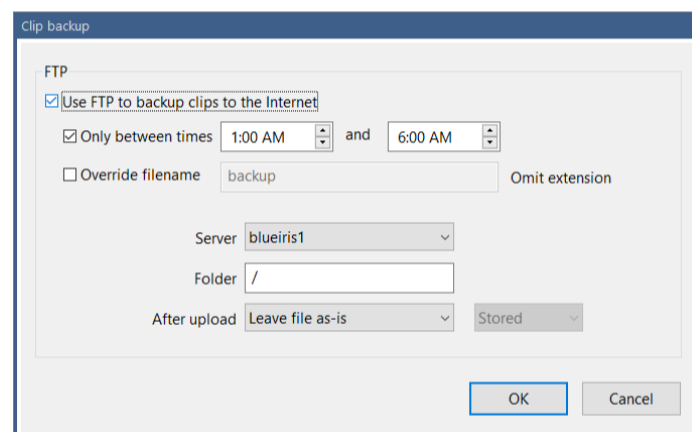 Clip backup
FTP
Use FTP to backup clips to the Internet
Only between times 1:00 AM and 6:00 AM
Override filename backup Omit extension
Server blueiris1
Folder /
After upload Leave file as-is Stored
OK Cancel